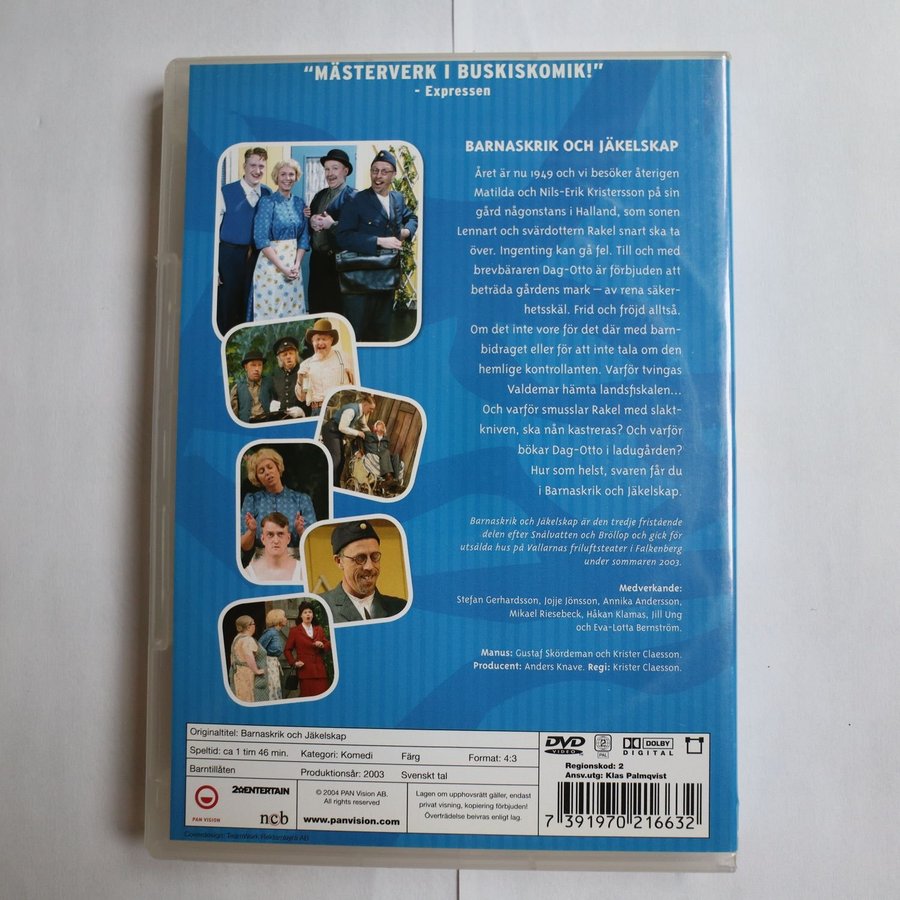 “MÄSTERVERK I BUSKISKOMIK!”
- Expressen
BARNASKRIK OCH JÄKELSKAP
Året är nu 1949 och vi besöker återigen
Matilda och Nils-Erik Kristersson på sin
gård någonstans i Halland, som sonen
Lennart och svärdottern Rakel snart ska ta
över. Ingenting kan gå fel. Till och med
brevbäraren Dag-Otto är förbjuden att
beträda gårdens mark – av rena säker-
hetsskäl. Frid och fröjd alltså.
Om det inte vore för det där med barn-
bidraget eller för att inte tala om den
hemlige kontrollanten. Varför tvingas
Valdemar hämta landsfiskalen...
Och varför smusslar Rakel med slakt-
kniven, ska nån kastreras? Och varför
bökar Dag-Otto i ladugården?
Hur som helst, svaren får du
i Barnaskrik och Jäkelskap.
Barnaskrik och Jäkelskap är den tredje fristående
delen efter Snålvatten och Bröllop och gick för
utsålda hus på Vallarnas friluftsteater i Falkenberg
under sommaren 2003.
Medverkande:
Stefan Gerhardsson, Jojje Jönsson, Annika Andersson,
Mikael Riesebeck, Håkan Klamas, Jill Ung
och Eva-Lotta Bernström.
Manus: Gustaf Skördeman och Krister Claesson.
Producent: Anders Knave. Regi: Krister Claesson.
Originaltitel: Barnaskrik och Jäkelskap
Speltid: ca 1 tim 46 min. Kategori: Komedi Färg Format: 4:3
Barntillåten Produktionsår: 2003 Svenskt tal
DVD VIDEO
2 PAL
DOLBY DIGITAL
Regionskod: 2
Ansv.utg: Klas Palmqvist
PAN VISION
2ENTERTAIN
ncb
© 2004 PAN Vision AB.
All rights reserved
www.panvision.com
Lagen om upphovsrätt gäller, endast
privat visning, kopiering förbjuden!
Överträdelse beivras enligt lag.
7 391970 216632
Coverdesign: TeamWork Reklambyrå AB